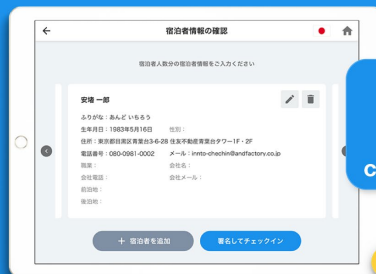 宿泊者情報の確認
宿泊者人数分の宿泊者情報をご入力ください
安堵 一郎
ふりがな：あんど いちろう
生年月日：1983年5月16日 性別：
住所：東京都目黒区青葉台3-6-28 住友不動産青葉台タワー1F・2F
電話番号：080-0981-0002 メール：innto-chechin@andfactory.co.jp
職業： 会社名：
会社電話： 会社メール：
前泊地：
後泊地：
＋ 宿泊者を追加 署名してチェックイン